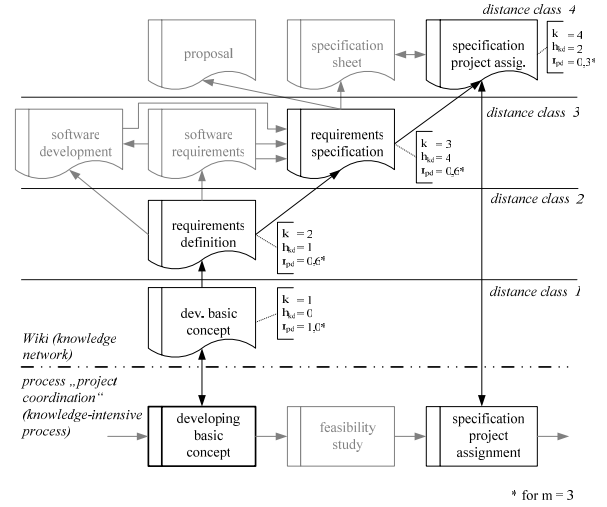 distance class 4
proposal
specification
sheet
specification
project assig.
k = 4
hkd = 2
rpd = 0,3*
distance class 3
software
development
software
requirements
requirements
specification
k = 3
hkd = 4
rpd = 0,6*
distance class 2
requirements
definition
k = 2
hkd = 1
rpd = 0,6*
distance class 1
dev. basic
concept
k = 1
hkd = 0
rpd = 1,0*
Wiki (knowledge
network)
process „project
coordination“
(knowledge-intensive
process)
developing
basic
concept
feasibility
study
specification
project
assignment
* for m = 3